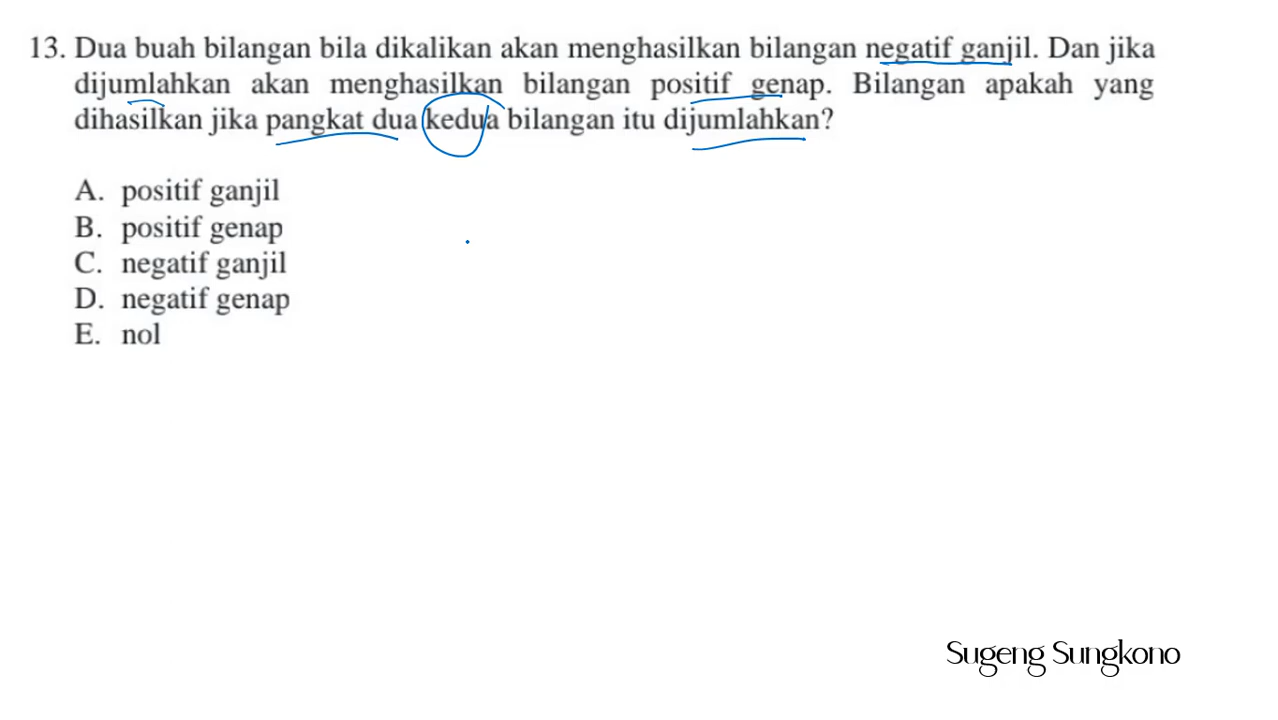 13. Dua buah bilangan bila dikalikan akan menghasilkan bilangan negatif ganjil. Dan jika
dijumlahkan akan menghasilkan bilangan positif genap. Bilangan apakah yang
dihasilkan jika pangkat dua kedua bilangan itu dijumlahkan?
A. positif ganjil
B. positif genap
C. negatif ganjil
D. negatif genap
E. nol
Sugeng Sungkono